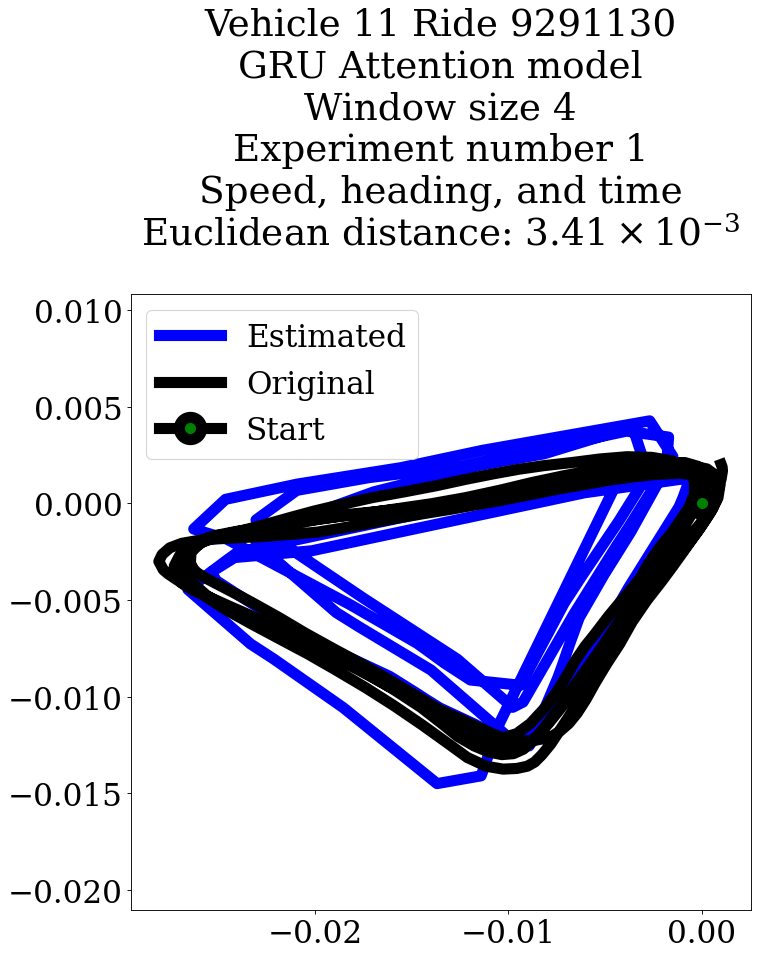 Vehicle 11 Ride 9291130
GRU Attention model
Window size 4
Experiment number 1
Speed, heading, and time
Euclidean distance: 3.41 × 10⁻³
0.010
0.005
0.000
−0.005
−0.010
−0.015
−0.020
Estimated
Original
Start
−0.02
−0.01
0.00